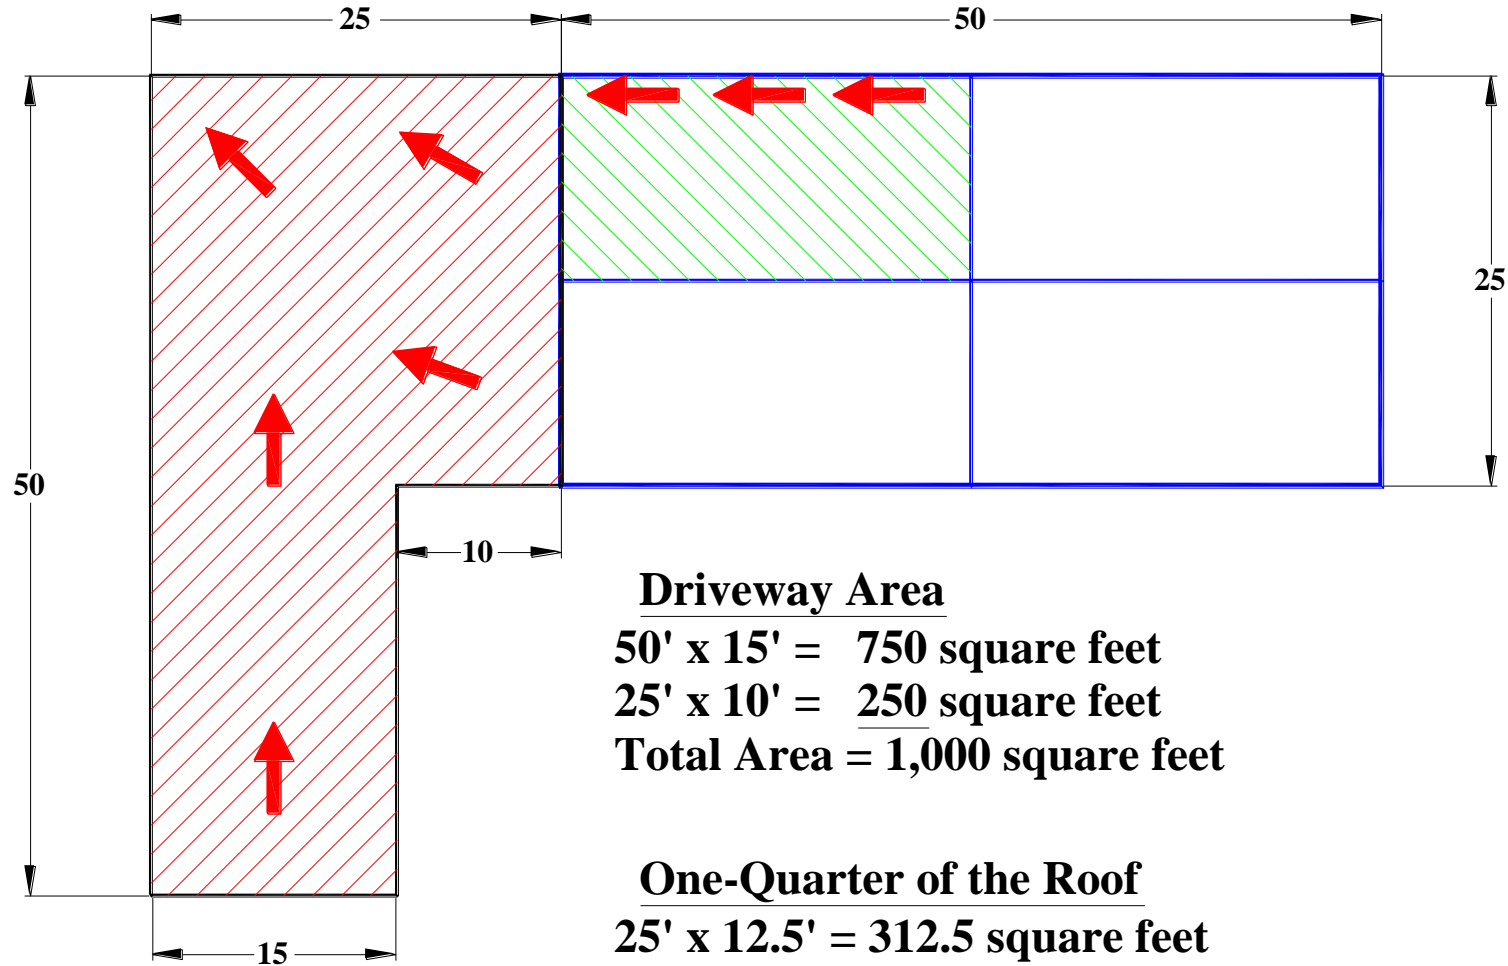 25
50
50
25
10
Driveway Area
50' x 15' = 750 square feet
25' x 10' = 250 square feet
Total Area = 1,000 square feet
One-Quarter of the Roof
25' x 12.5' = 312.5 square feet
15